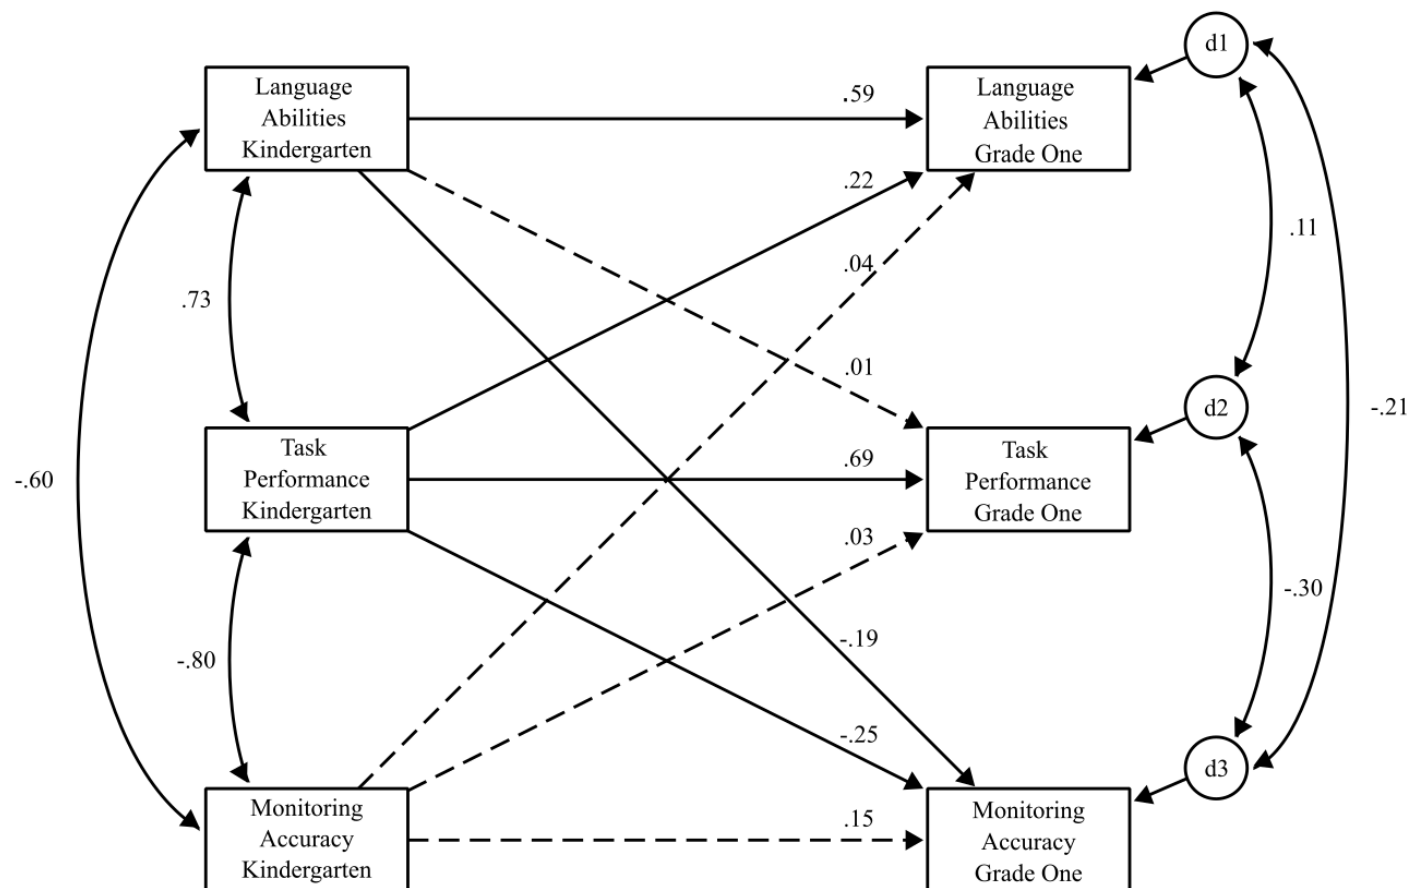 d1
Language
Abilities
Kindergarten
.59
Language
Abilities
Grade One
.22
.11
.04
.73
.01
d2
-.21
Task
Performance
Kindergarten
.69
Task
Performance
Grade One
-.60
.03
-.30
-.19
-.80
-.25
d3
Monitoring
Accuracy
Kindergarten
.15
Monitoring
Accuracy
Grade One